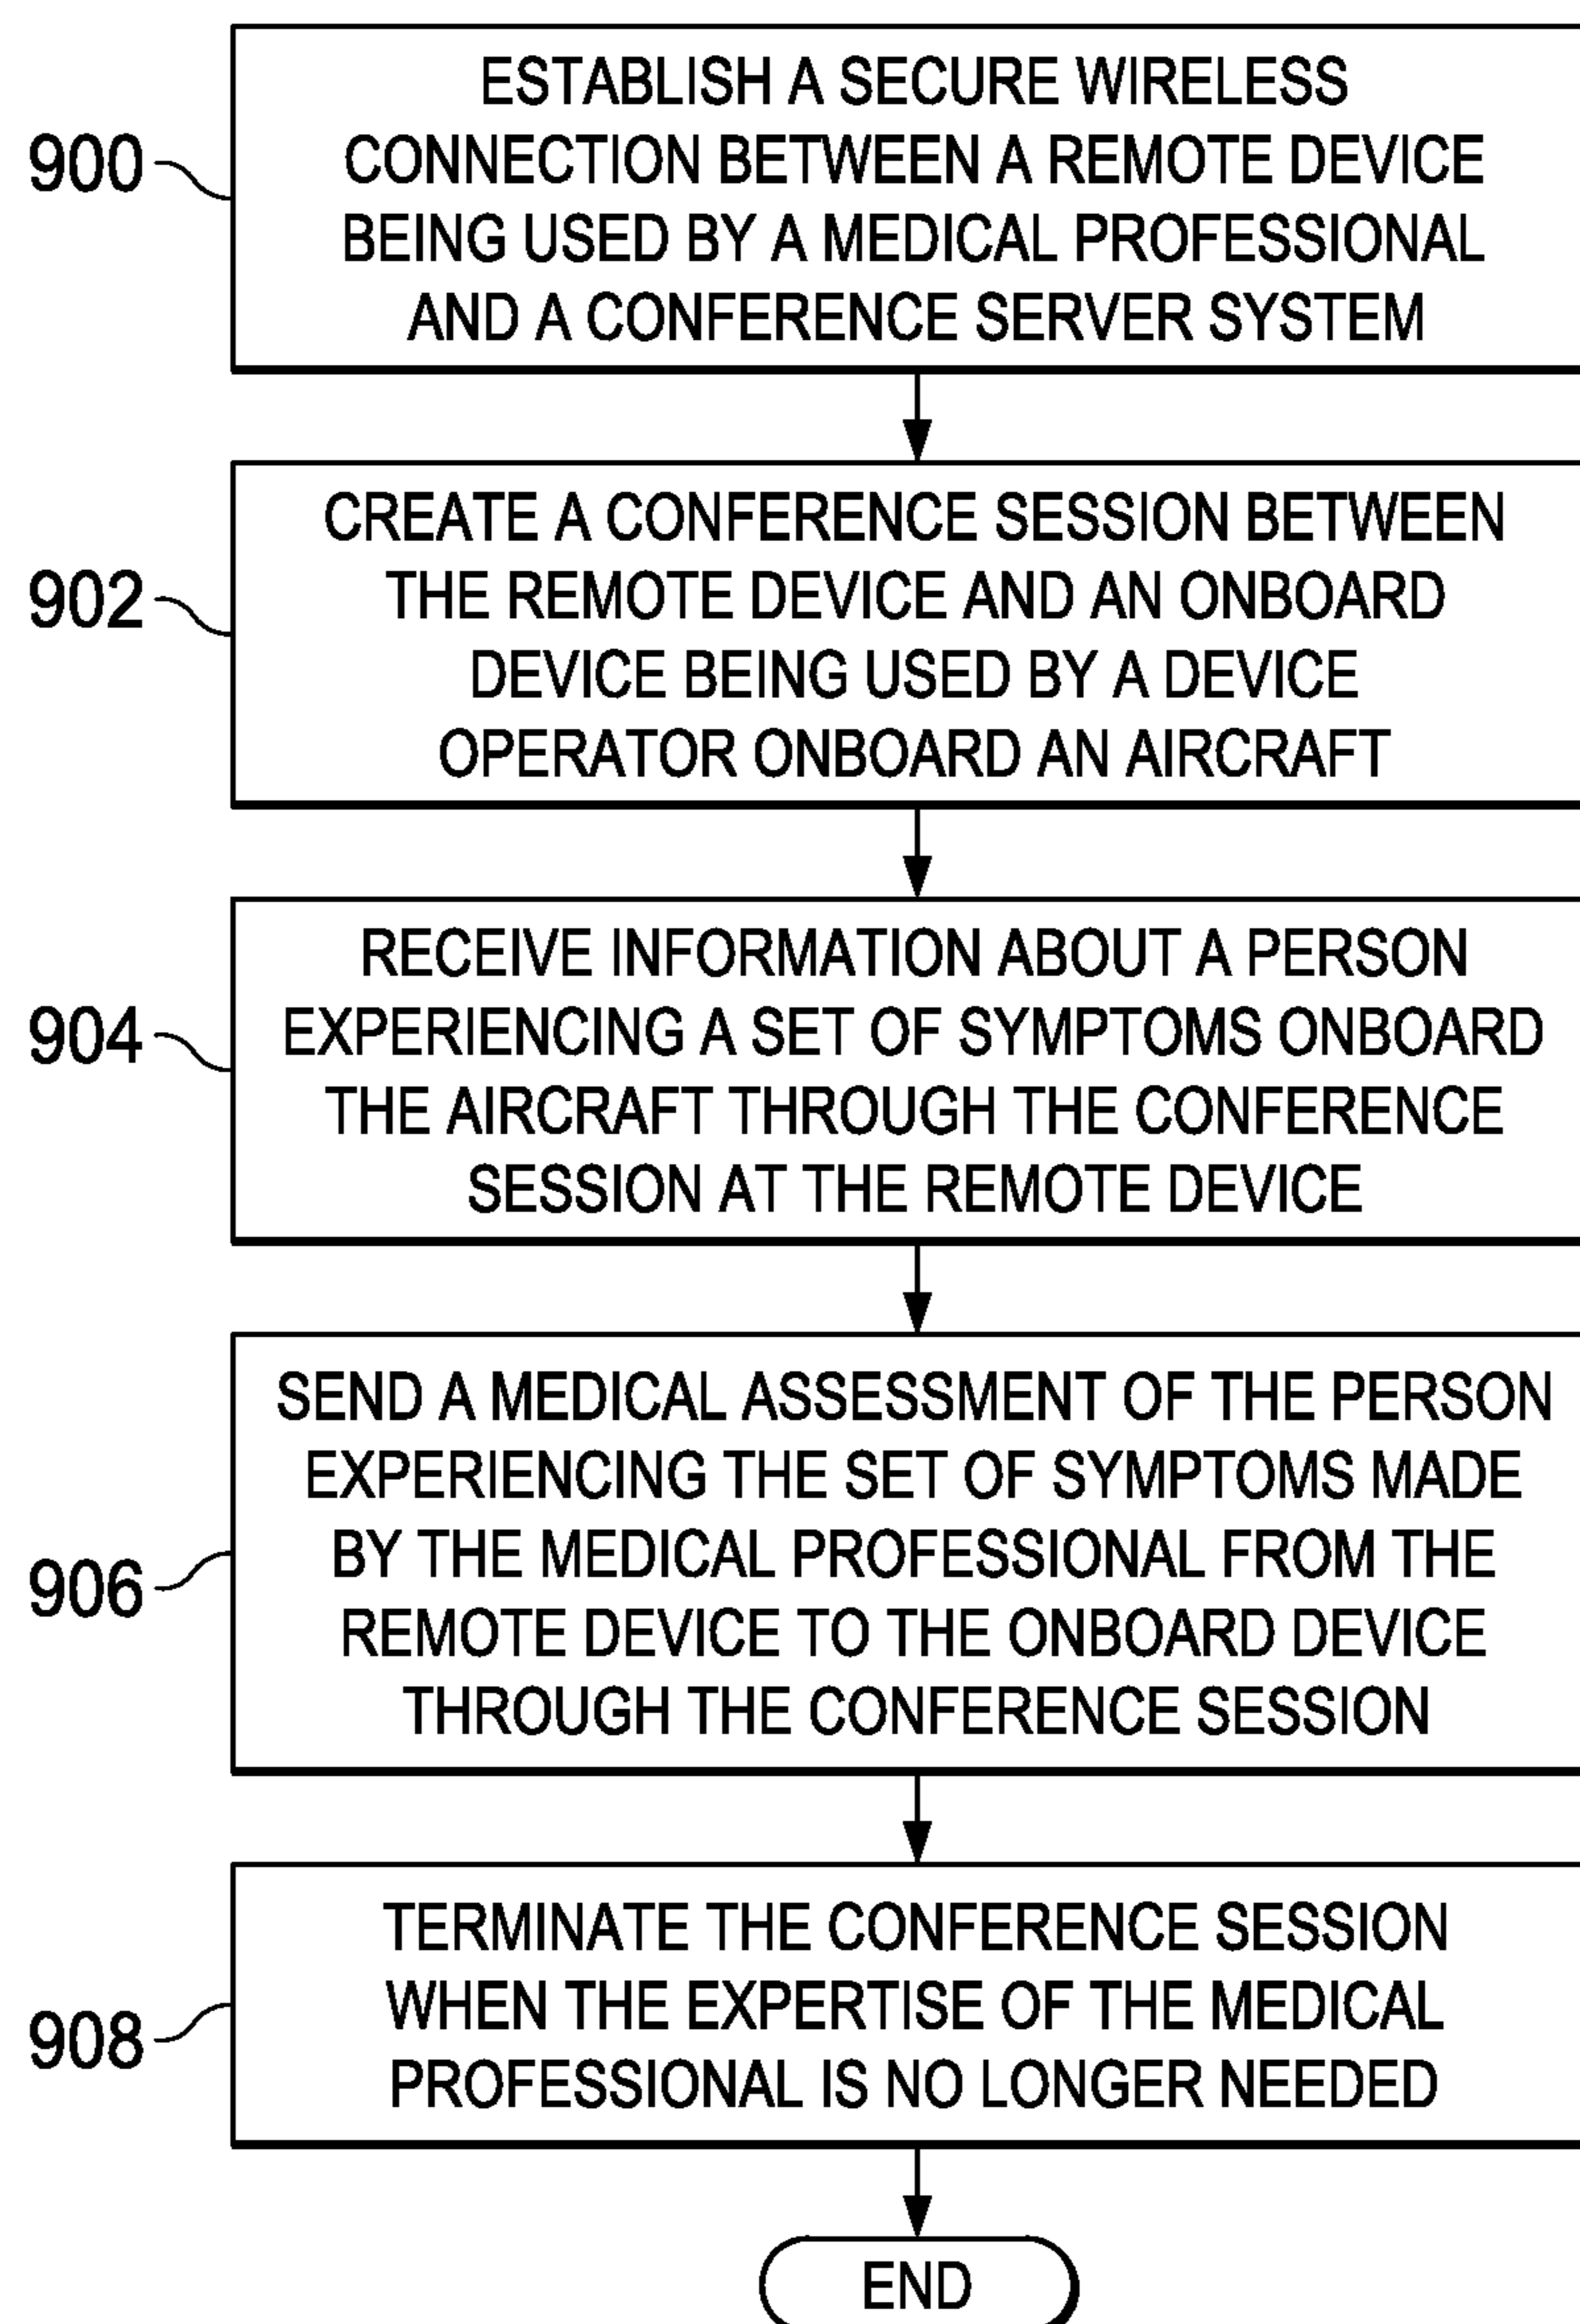 900
ESTABLISH A SECURE WIRELESS
CONNECTION BETWEEN A REMOTE DEVICE
BEING USED BY A MEDICAL PROFESSIONAL
AND A CONFERENCE SERVER SYSTEM
902
CREATE A CONFERENCE SESSION BETWEEN
THE REMOTE DEVICE AND AN ONBOARD
DEVICE BEING USED BY A DEVICE
OPERATOR ONBOARD AN AIRCRAFT
904
RECEIVE INFORMATION ABOUT A PERSON
EXPERIENCING A SET OF SYMPTOMS ONBOARD
THE AIRCRAFT THROUGH THE CONFERENCE
SESSION AT THE REMOTE DEVICE
906
SEND A MEDICAL ASSESSMENT OF THE PERSON
EXPERIENCING THE SET OF SYMPTOMS MADE
BY THE MEDICAL PROFESSIONAL FROM THE
REMOTE DEVICE TO THE ONBOARD DEVICE
THROUGH THE CONFERENCE SESSION
908
TERMINATE THE CONFERENCE SESSION
WHEN THE EXPERTISE OF THE MEDICAL
PROFESSIONAL IS NO LONGER NEEDED
END